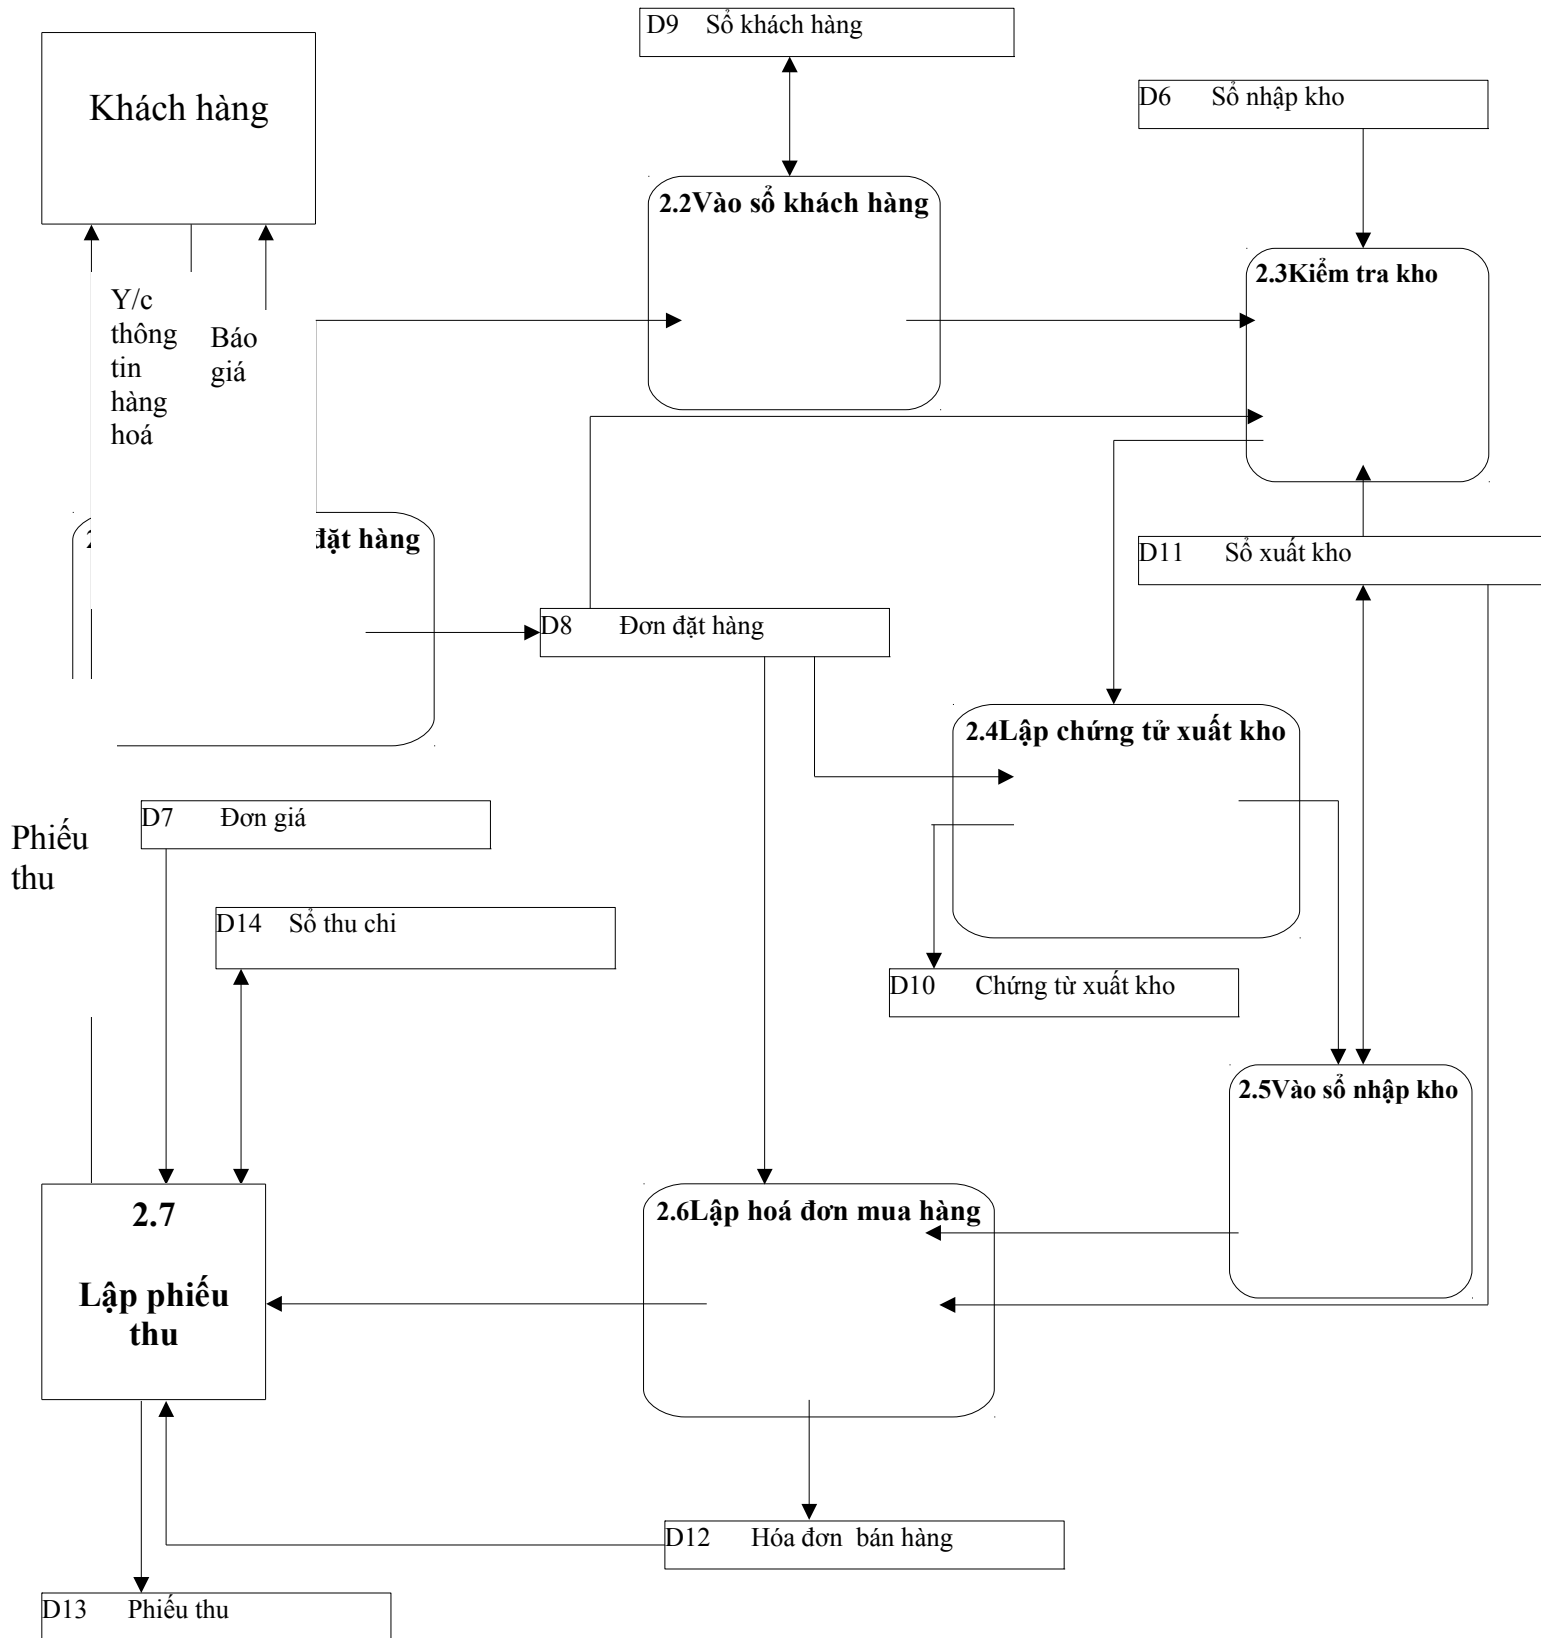 D9 Sổ khách hàng
Khách hàng
D6 Sổ nhập kho
2.2Vào sổ khách hàng
2.3Kiểm tra kho
Y/c
thông
tin
hàng
hoá
Báo
giá
đặt hàng
D11 Sổ xuất kho
D8 Đơn đặt hàng
2.4Lập chứng tử xuất kho
D7 Đơn giá
Phiếu
thu
D14 Sổ thu chi
D10 Chứng từ xuất kho
2.5Vào sổ nhập kho
2.7
Lập phiếu
thu
2.6Lập hoá đơn mua hàng
D12 Hóa đơn bán hàng
D13 Phiếu thu